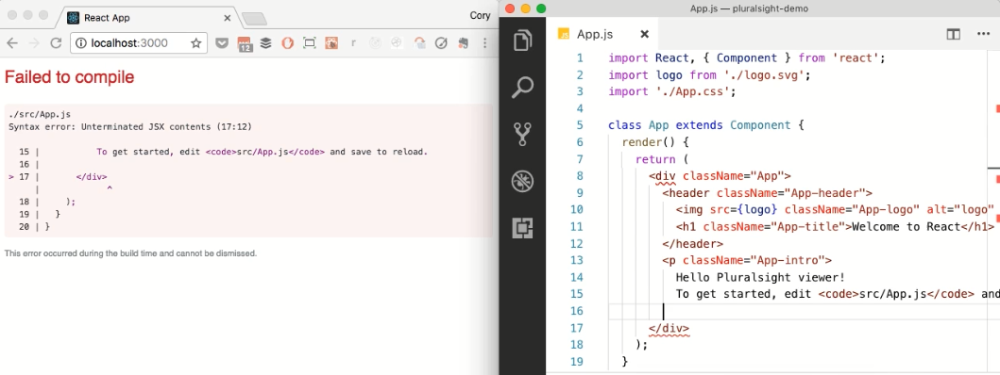 React App
Cory
localhost:3000
12
Failed to compile
./src/App.js
Syntax error: Unterminated JSX contents (17:12)
15 | To get started, edit <code>src/App.js</code> and save to reload.
16 |
> 17 | </div>
| ^
18 | );
19 | }
20 | }
This error occurred during the build time and cannot be dismissed.
App.js — pluralsight-demo
JS App.js
1 import React, { Component } from 'react';
2 import logo from './logo.svg';
3 import './App.css';
4
5 class App extends Component {
6 render() {
7 return (
8 <div className="App">
9 <header className="App-header">
10 <img src={logo} className="App-logo" alt="logo"
11 <h1 className="App-title">Welcome to React</h1>
12 </header>
13 <p className="App-intro">
14 Hello Pluralsight viewer!
15 To get started, edit <code>src/App.js</code> and
16
17 </div>
18 );
19 }